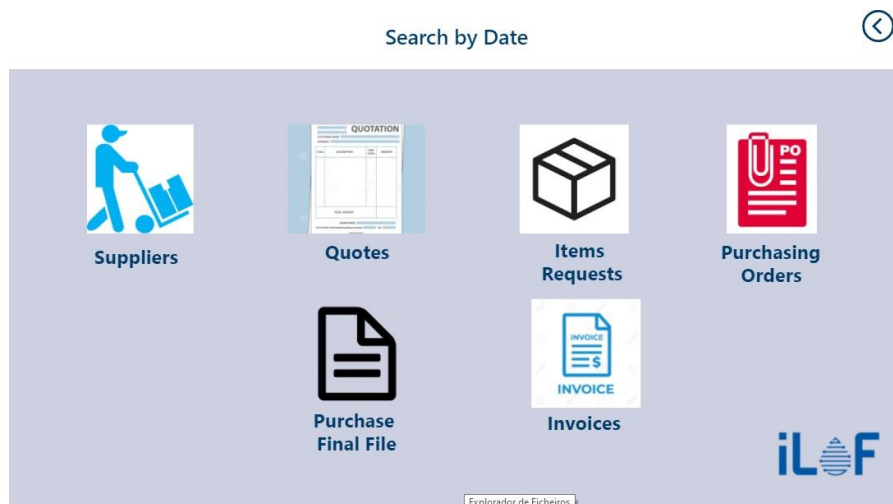 Search by Date
QUOTATION
PO
Suppliers
Quotes
Items
Requests
Purchasing
Orders
INVOICE
$
INVOICE
Purchase
Final File
Invoices
iLoF
Explorador de Ficheiros